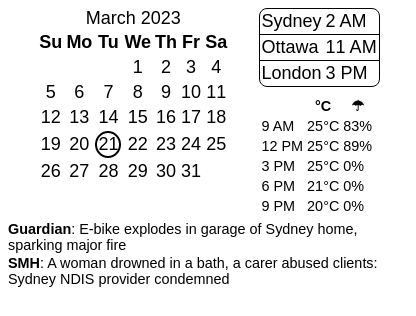 March 2023
Su Mo Tu We Th Fr Sa
1 2 3 4
5 6 7 8 9 10 11
12 13 14 15 16 17 18
19 20 21 22 23 24 25
26 27 28 29 30 31
Sydney 2 AM
Ottawa 11 AM
London 3 PM
°C ☂
9 AM 25°C 83%
12 PM 25°C 89%
3 PM 25°C 0%
6 PM 21°C 0%
9 PM 20°C 0%
Guardian: E-bike explodes in garage of Sydney home,
sparking major fire
SMH: A woman drowned in a bath, a carer abused clients:
Sydney NDIS provider condemned